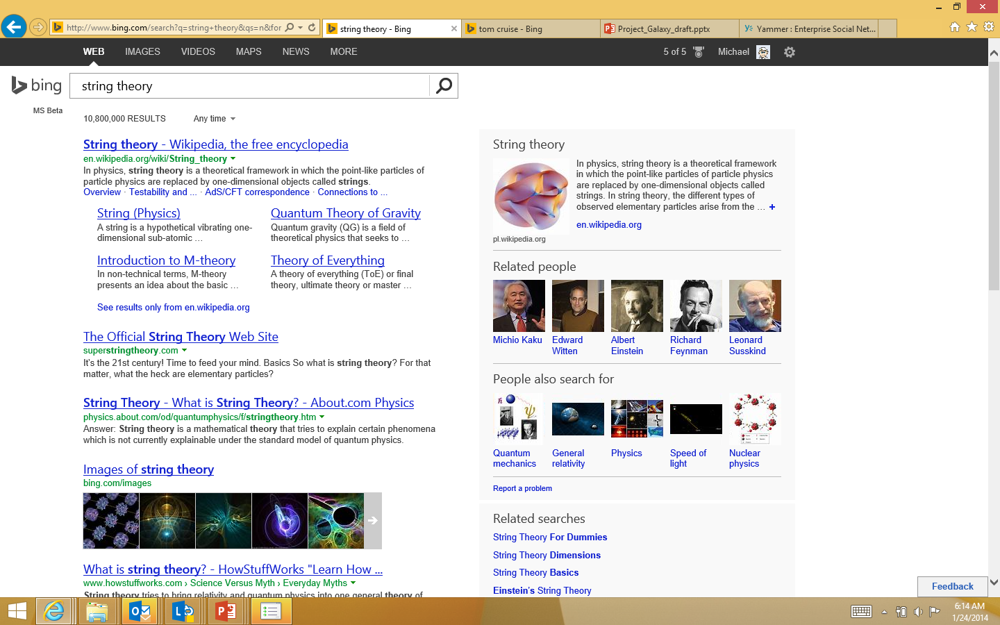 http://www.bing.com/search?q=string+theory&qs=n&for
string theory - Bing
tom cruise - Bing
Project_Galaxy_draft.pptx
Yammer : Enterprise Social Net...
WEB IMAGES VIDEOS MAPS NEWS MORE
5 of 5 Michael
bing
string theory
MS Beta
10,800,000 RESULTS Any time
String theory - Wikipedia, the free encyclopedia
en.wikipedia.org/wiki/String_theory
In physics, string theory is a theoretical framework in which the point-like particles of
particle physics are replaced by one-dimensional objects called strings.
Overview · Testability and ... · AdS/CFT correspondence · Connections to ...
String (Physics)
A string is a hypothetical vibrating one-
dimensional sub-atomic ...
Quantum Theory of Gravity
Quantum gravity (QG) is a field of
theoretical physics that seeks to ...
Introduction to M-theory
In non-technical terms, M-theory
presents an idea about the basic ...
Theory of Everything
A theory of everything (ToE) or final
theory, ultimate theory or master ...
See results only from en.wikipedia.org
The Official String Theory Web Site
superstringtheory.com
It's the 21st century! Time to feed your mind. Basics So what is string theory? For that
matter, what the heck are elementary particles?
String Theory - What is String Theory? - About.com Physics
physics.about.com/od/quantumphysics/f/stringtheory.htm
Answer: String theory is a mathematical theory that tries to explain certain phenomena
which is not currently explainable under the standard model of quantum physics.
Images of string theory
bing.com/images
What is string theory? - HowStuffWorks "Learn How ...
www.howstuffworks.com › Science Versus Myth › Everyday Myths
String theory tries to bring relativity and quantum physics into one general theory of
String theory
In physics, string theory is a theoretical framework
in which the point-like particles of particle physics
are replaced by one-dimensional objects called
strings. In string theory, the different types of
observed elementary particles arise from the ... +
en.wikipedia.org
pl.wikipedia.org
Related people
Michio Kaku
Edward
Witten
Albert
Einstein
Richard
Feynman
Leonard
Susskind
People also search for
ħ
ψ
Quantum
mechanics
General
relativity
Physics
Speed of
light
Nuclear
physics
Report a problem
Related searches
String Theory For Dummies
String Theory Dimensions
String Theory Basics
Einstein's String Theory
Feedback
6:14 AM
1/24/2014